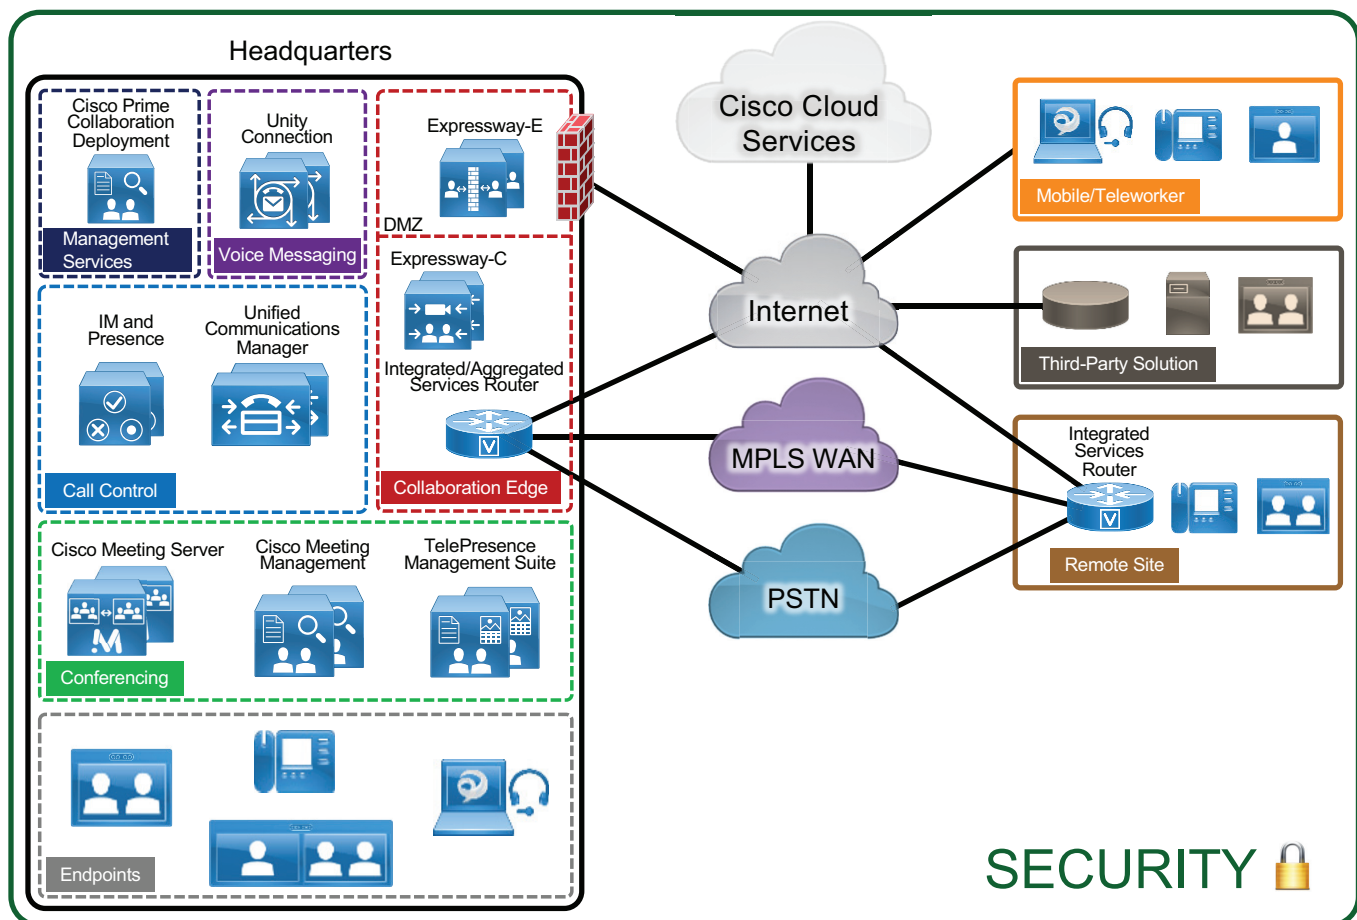 Headquarters
Cisco Prime
Collaboration
Deployment
Management
Services
Unity
Connection
Voice Messaging
Expressway-E
DMZ
Expressway-C
Integrated/Aggregated
Services Router
V
Collaboration Edge
IM and
Presence
Unified
Communications
Manager
Call Control
Cisco Meeting Server
Cisco Meeting
Management
TelePresence
Management Suite
Conferencing
Endpoints
Cisco Cloud
Services
Internet
MPLS WAN
PSTN
Mobile/Teleworker
Third-Party Solution
Integrated
Services
Router
V
Remote Site
SECURITY